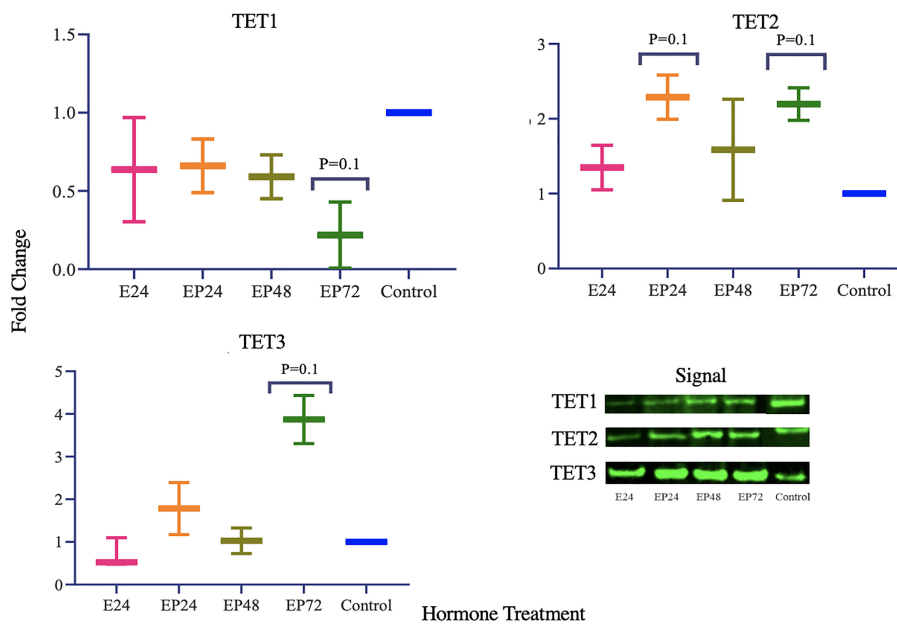 TET1
1.5
1.0
0.5
0.0
P=0.1
E24 EP24 EP48 EP72 Control
TET2
3
2
1
0
P=0.1 P=0.1
E24 EP24 EP48 EP72 Control
Fold Change
TET3
5
4
3
2
1
0
P=0.1
E24 EP24 EP48 EP72 Control
Signal
TET1
TET2
TET3
E24 EP24 EP48 EP72 Control
Hormone Treatment